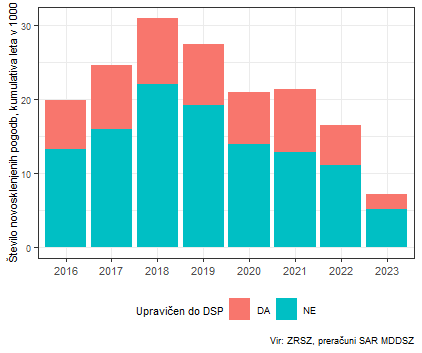 Število novosklenjenih pogodb, kumulativa leta v 1000
30
20
10
0
2016 2017 2018 2019 2020 2021 2022 2023
Upravičen do DSP DA NE
Vir: ZRSZ, preračuni SAR MDDSZ